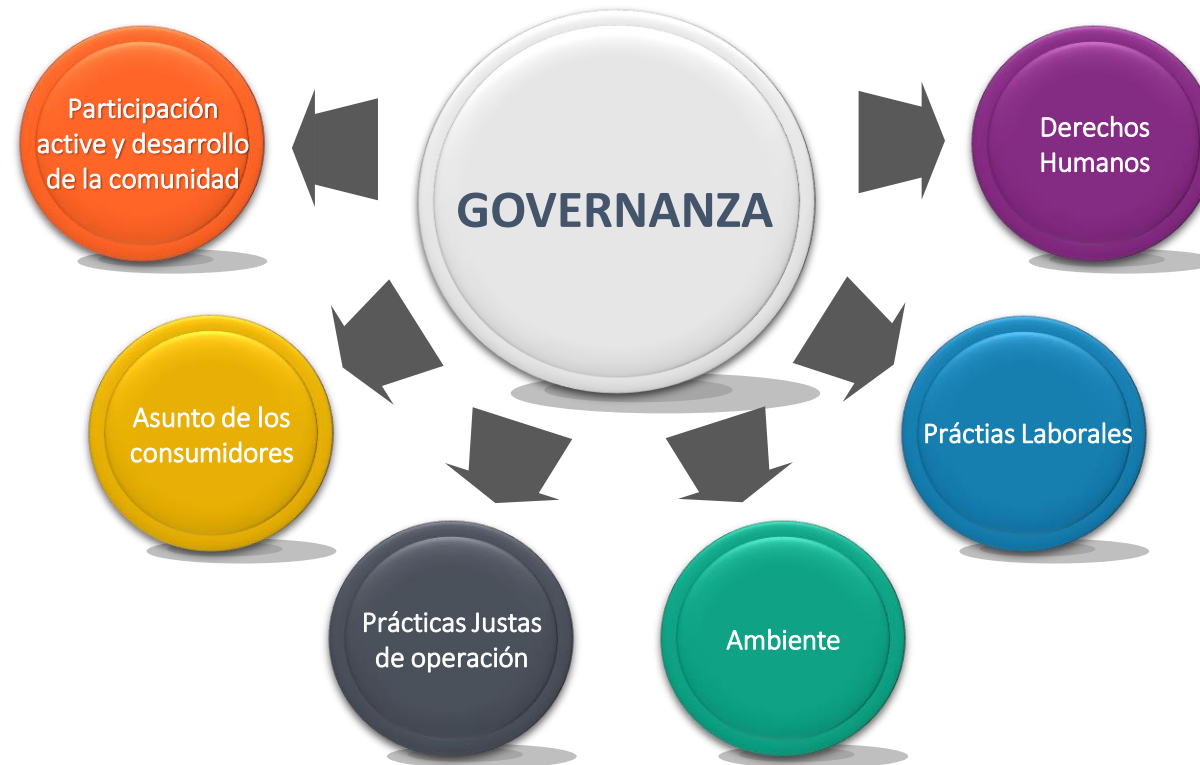 GOVERNANZA
Participación
active y desarrollo
de la comunidad
Derechos
Humanos
Asunto de los
consumidores
Práctias Laborales
Prácticas Justas
de operación
Ambiente